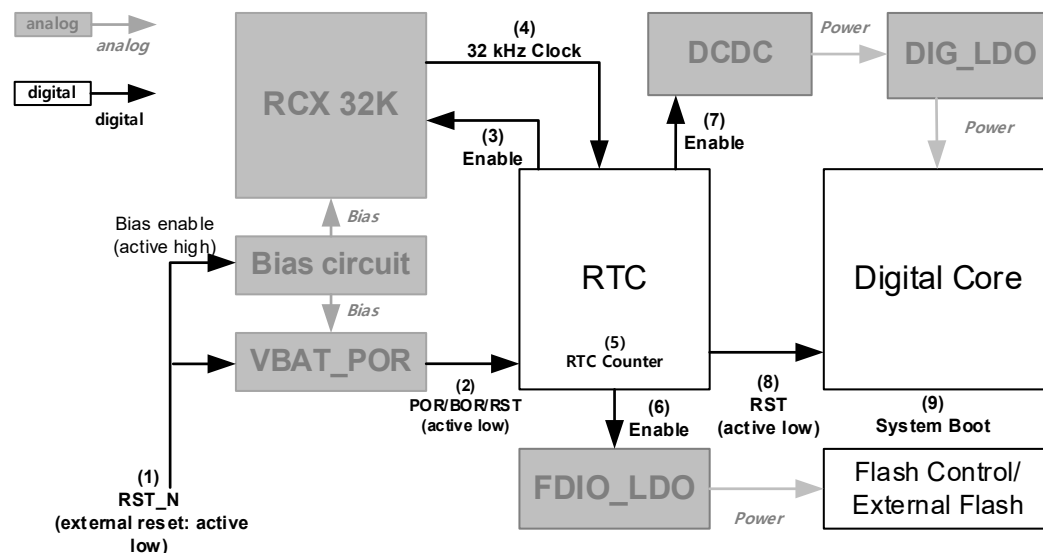 analog
analog
digital
digital
RCX 32K
(4)
32 kHz Clock
(3)
Enable
DCDC
Power
DIG_LDO
(7)
Enable
Power
Bias enable
(active high)
Bias
Bias circuit
Bias
VBAT_POR
RTC
(5)
RTC Counter
Digital Core
(2)
POR/BOR/RST
(active low)
(8)
RST
(active low)
(9)
System Boot
(6)
Enable
(1)
RST_N
(external reset: active
low)
FDIO_LDO
Power
Flash Control/
External Flash